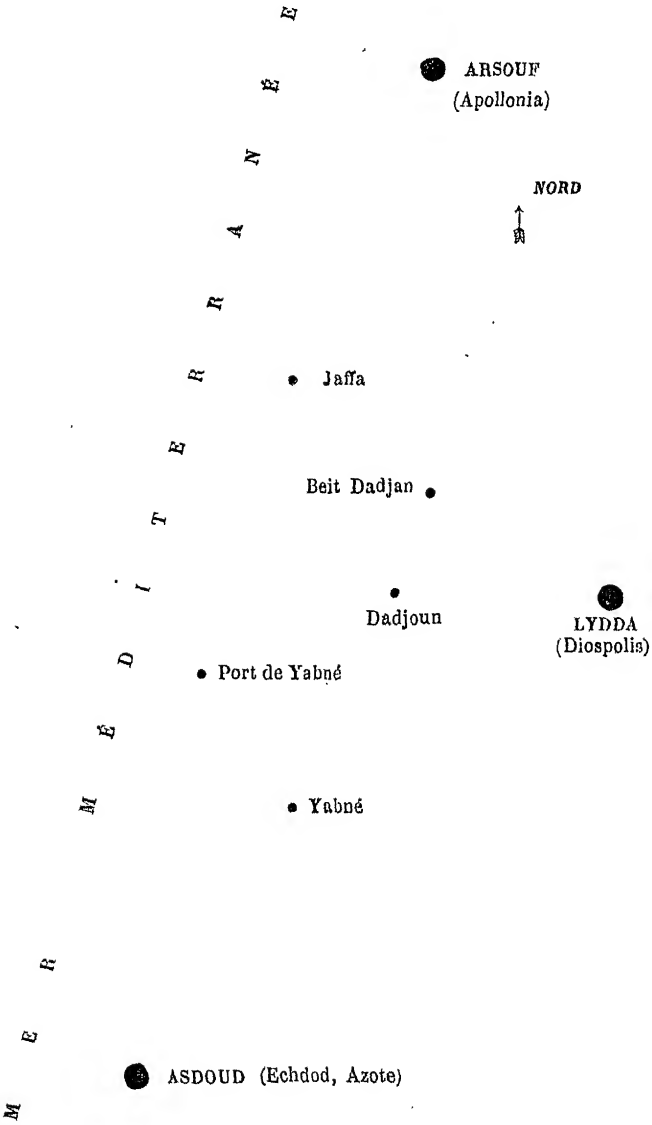 ARSOUF
(Apollonia)
NORD
Jaffa
Beit Dadjan
Dadjoun
LYDDA
(Diospolis)
Port de Yabné
Yabné
ASDOUD (Echdod, Azote)
MER MÉDITERRANÉE